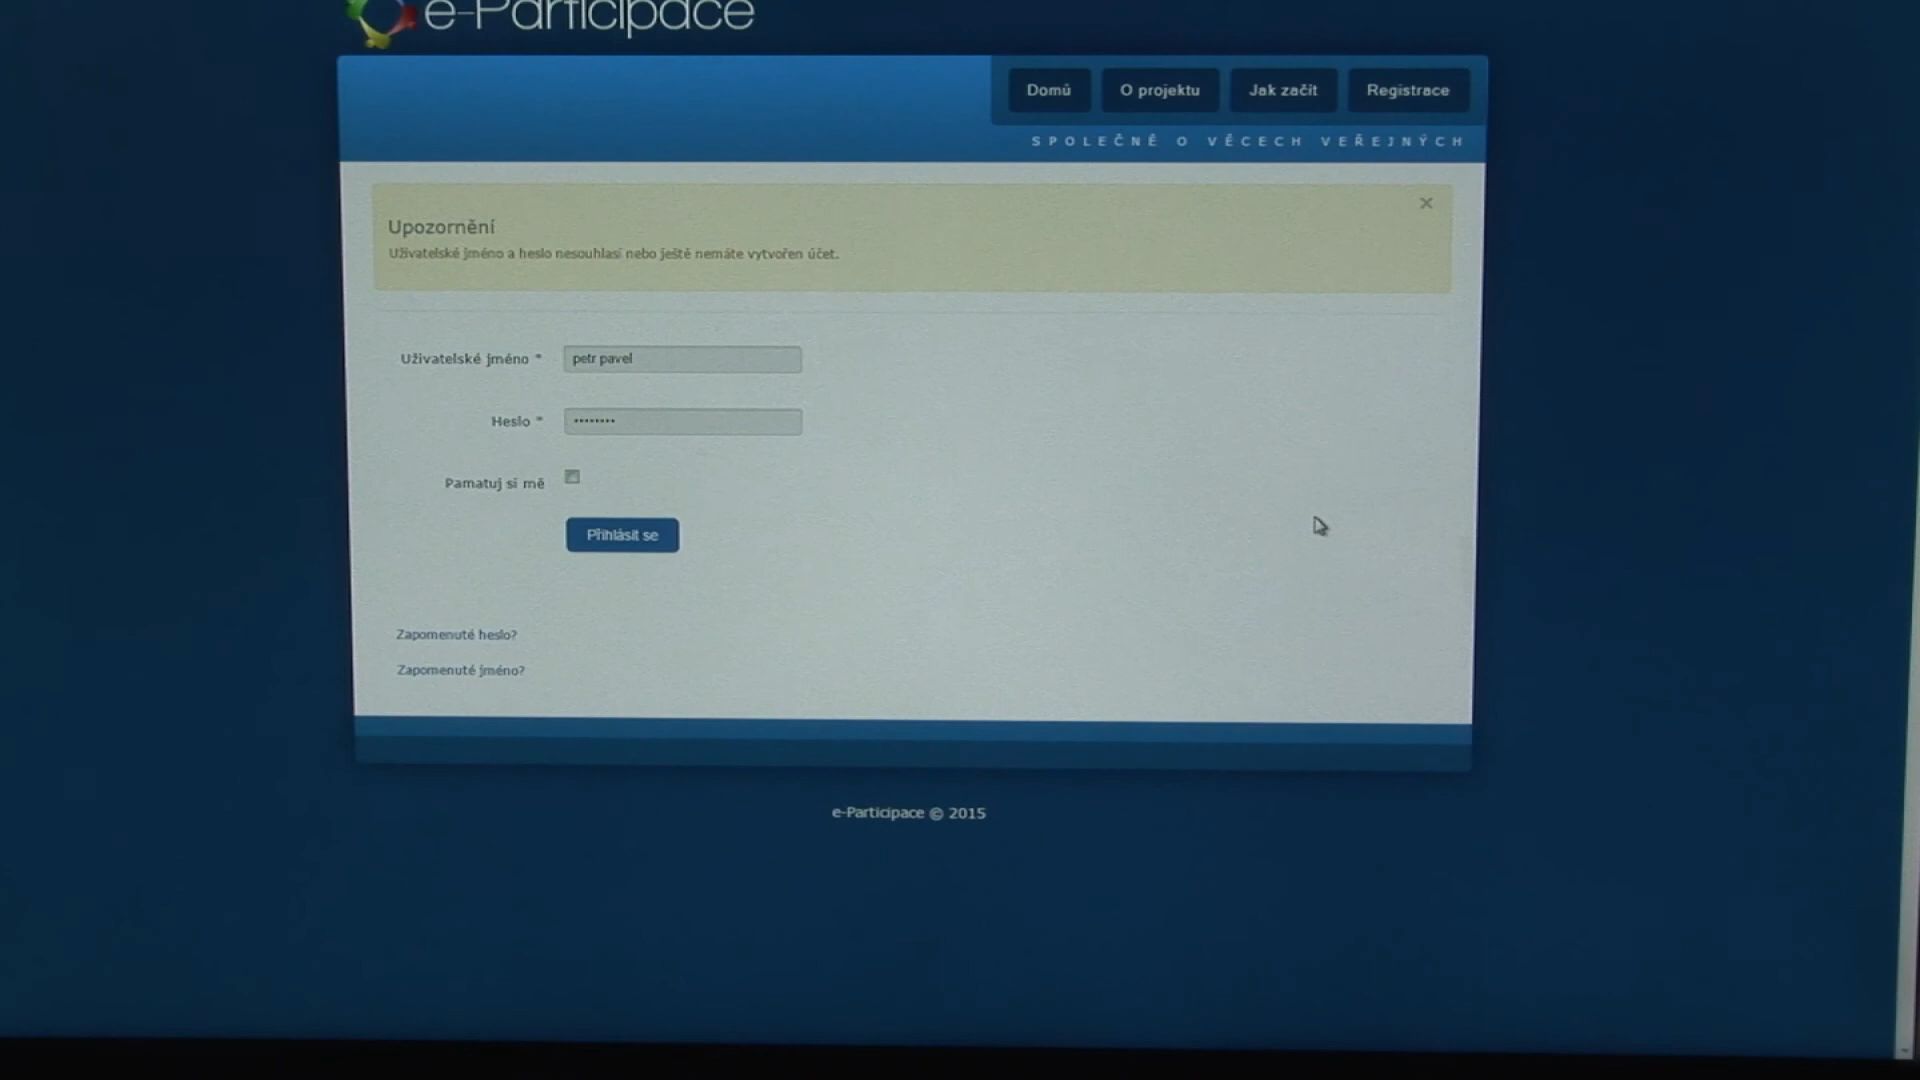 e-Participace
Domů
O projektu
Jak začít
Registrace
SPOLEČNĚ O VĚCECH VEŘEJNÝCH
Upozornění
Uživatelské jméno a heslo nesouhlasí nebo ještě nemáte vytvořen účet.
Uživatelské jméno * petr pavel
Heslo * ••••••••
Pamatuj si mě
Přihlásit se
Zapomenuté heslo?
Zapomenuté jméno?
e-Participace © 2015